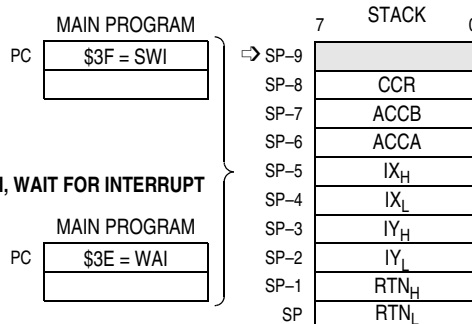 MAIN PROGRAM
PC $3F = SWI
, WAIT FOR INTERRUPT
MAIN PROGRAM
PC $3E = WAI
7 STACK
⇨ SP–9
SP–8 CCR
SP–7 ACCB
SP–6 ACCA
SP–5 IXH
SP–4 IXL
SP–3 IYH
SP–2 IYL
SP–1 RTNH
SP RTNL